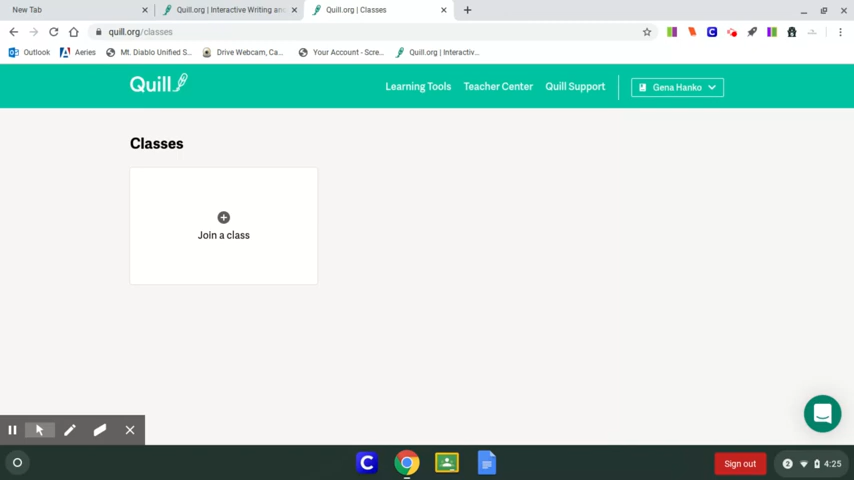 New Tab
Quill.org | Interactive Writing an
Quill.org | Classes
quill.org/classes
Outlook
Aeries
Mt. Diablo Unified S...
Drive Webcam, Ca...
Your Account - Scre...
Quill.org | Interactiv...
Quill
Learning Tools
Teacher Center
Quill Support
Gena Hanko
Classes
Join a class
Sign out
2
4:25